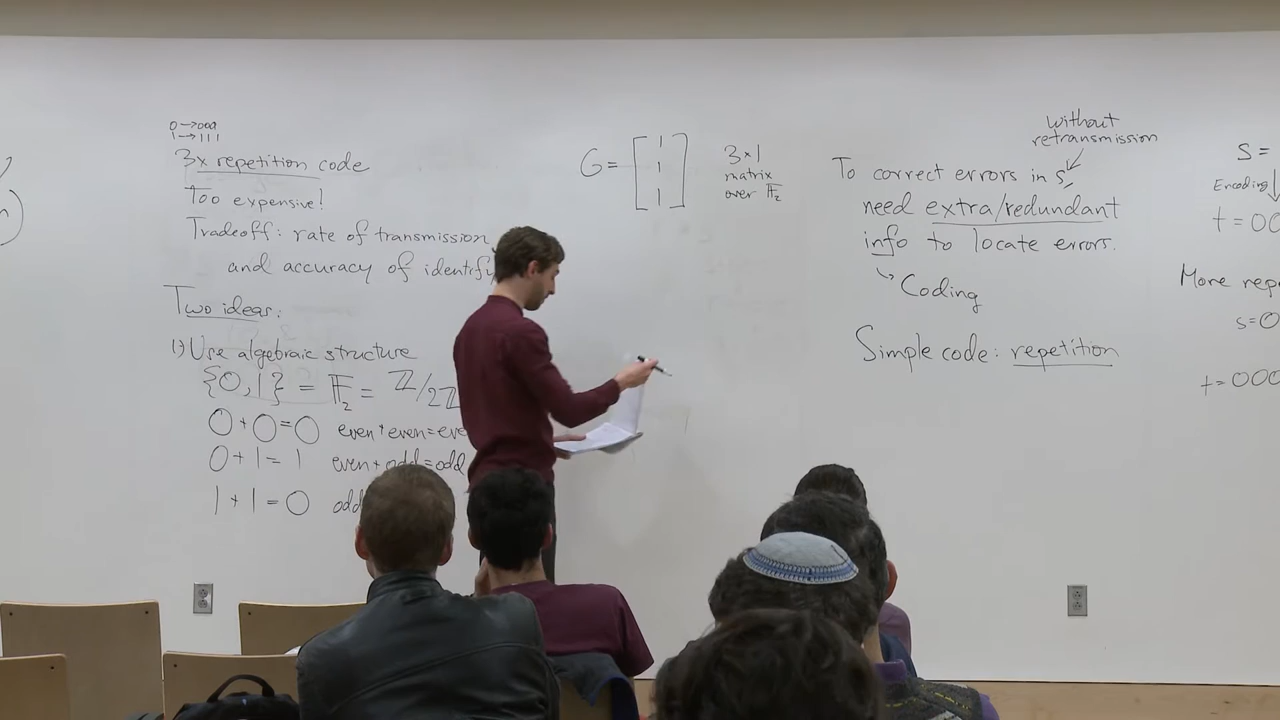 0→000
1→111
3x repetition code
Too expensive!
Tradeoff: rate of transmission
and accuracy of identify
Two ideas:
1) Use algebraic structure
{0,1} = 𝔽₂ = ℤ/2ℤ
0+0=0 even+even=eve
0+1=1 even+odd=odd
1+1=0 odd
G= [1
1
1]
3×1
matrix
over 𝔽₂
without
retransmission
To correct errors in s,
need extra/redundant
info to locate errors.
↳ Coding
Simple code: repetition
S=
Encoding↓
t=00
More rep
s=0
t=000